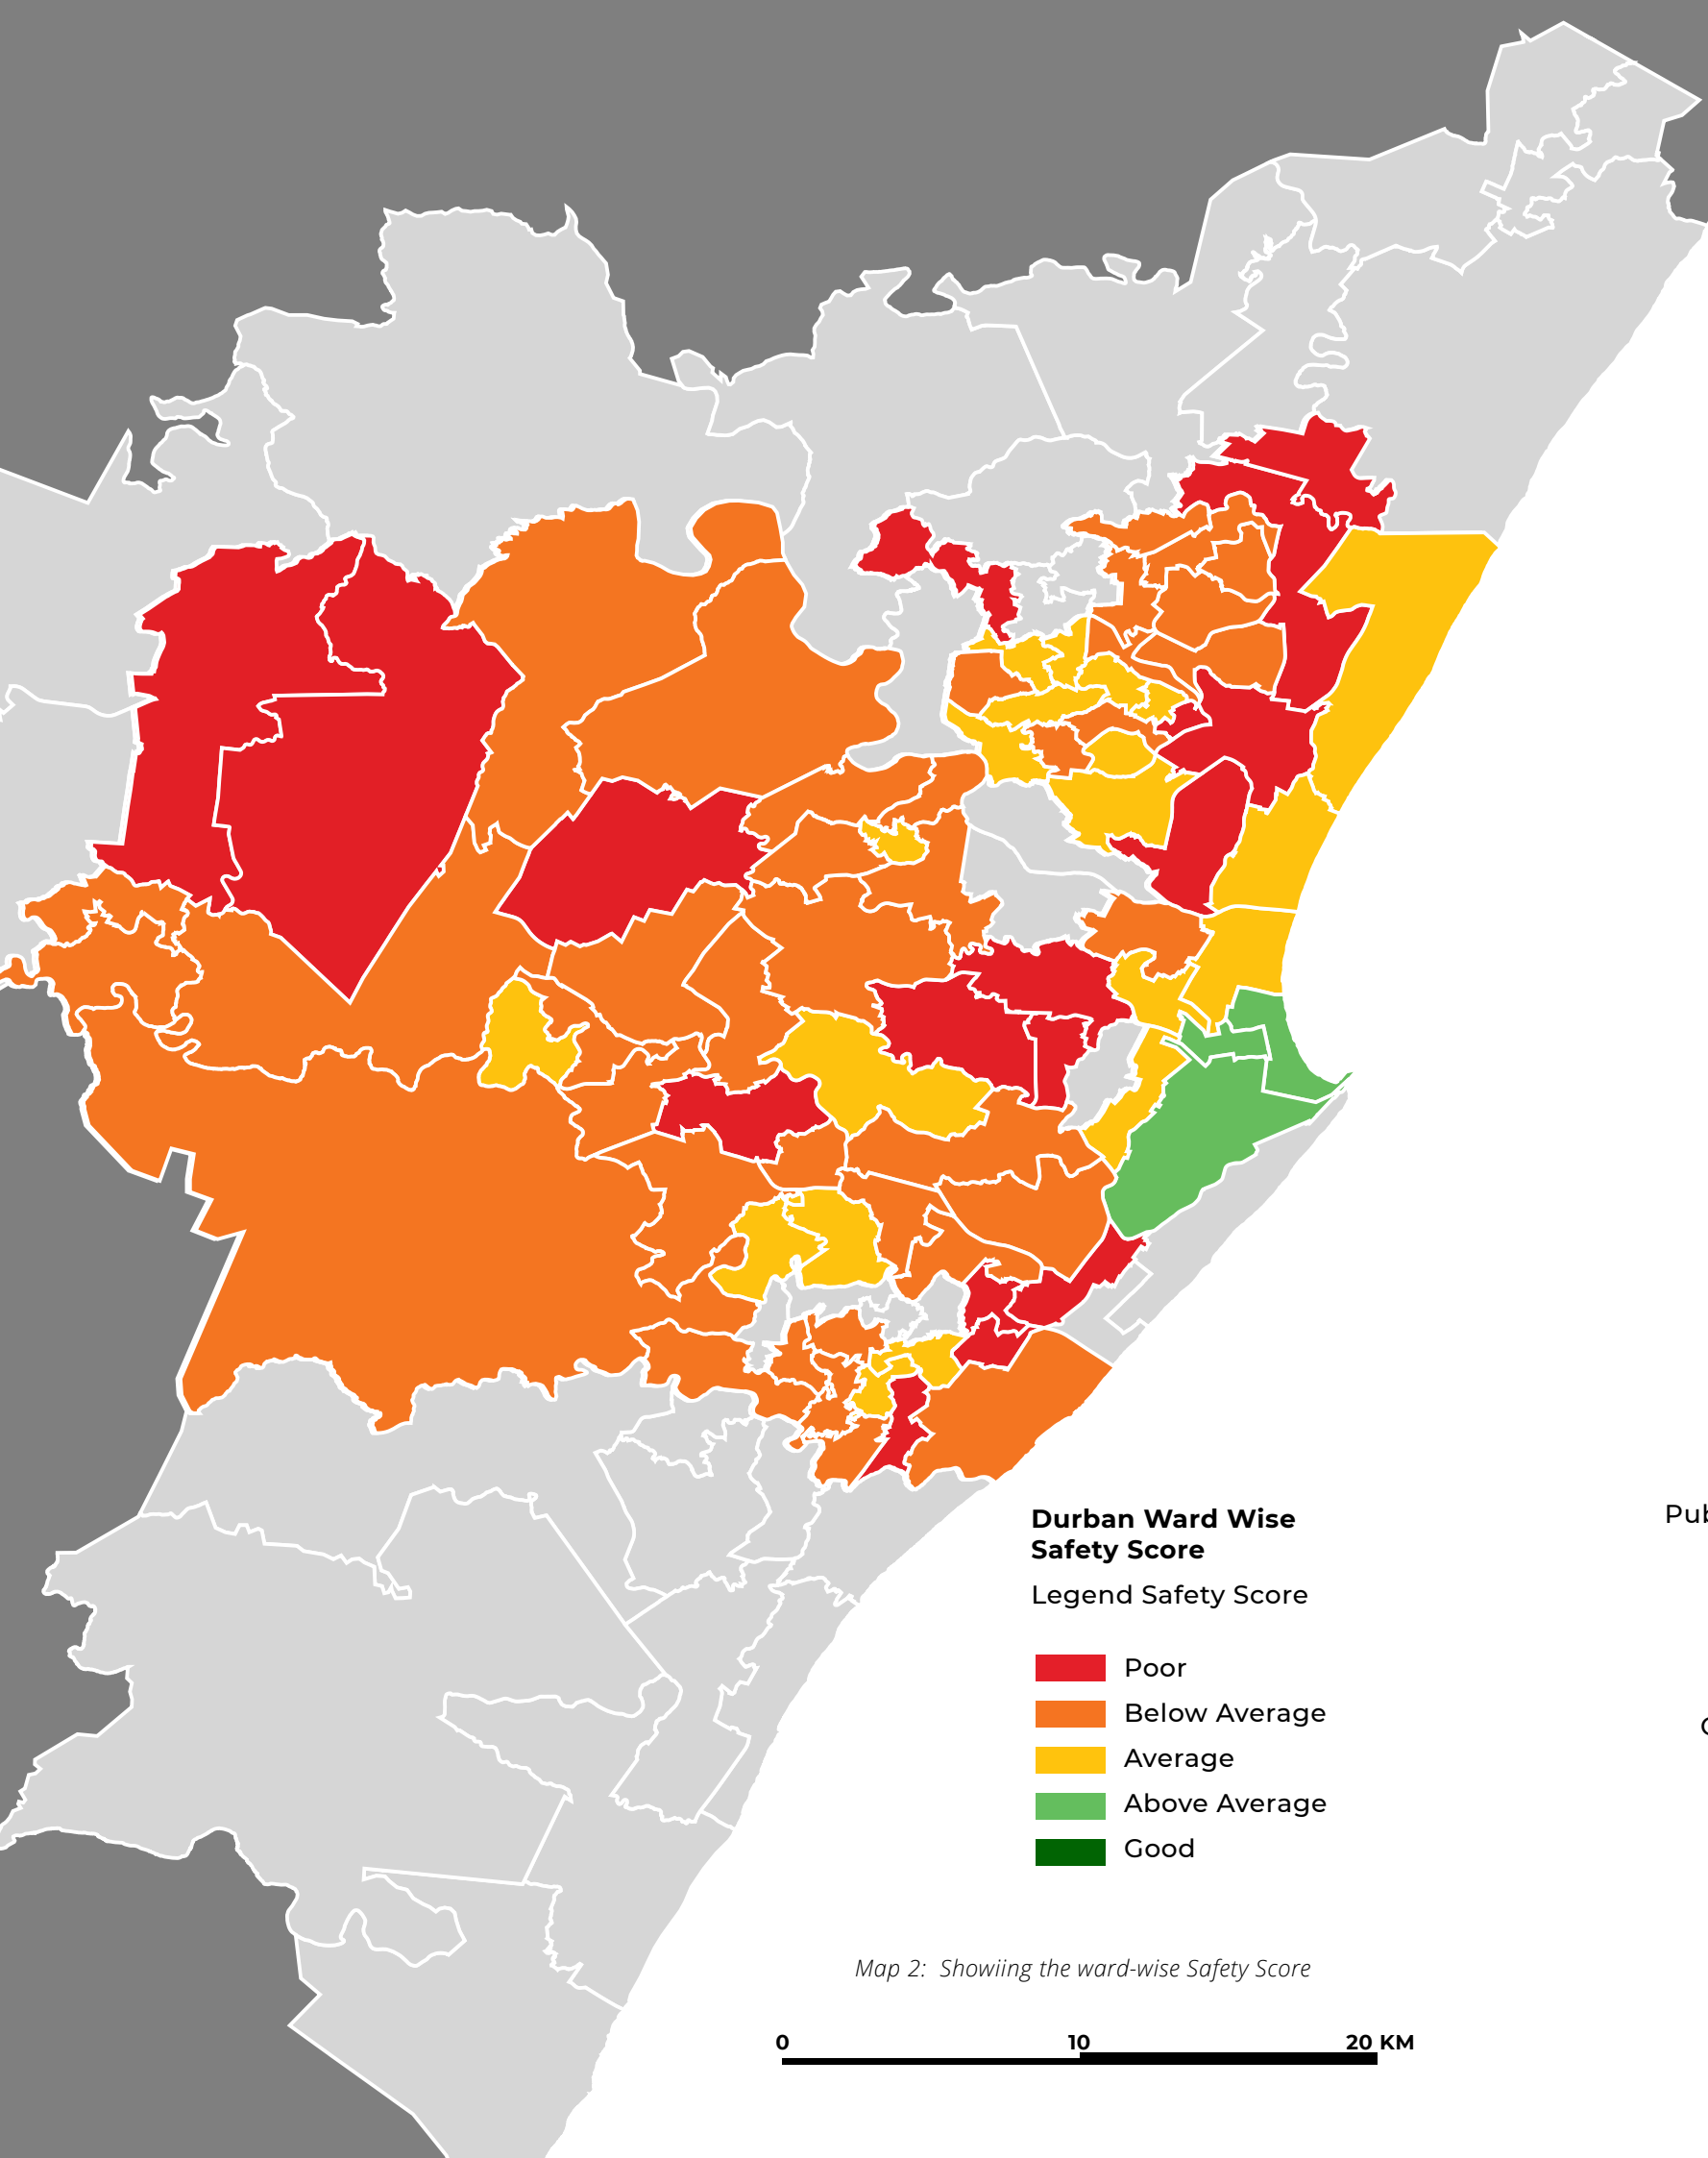 Durban Ward Wise
Safety Score
Legend Safety Score
Poor
Below Average
Average
Above Average
Good
Map 2: Showiing the ward-wise Safety Score
0 10 20 KM